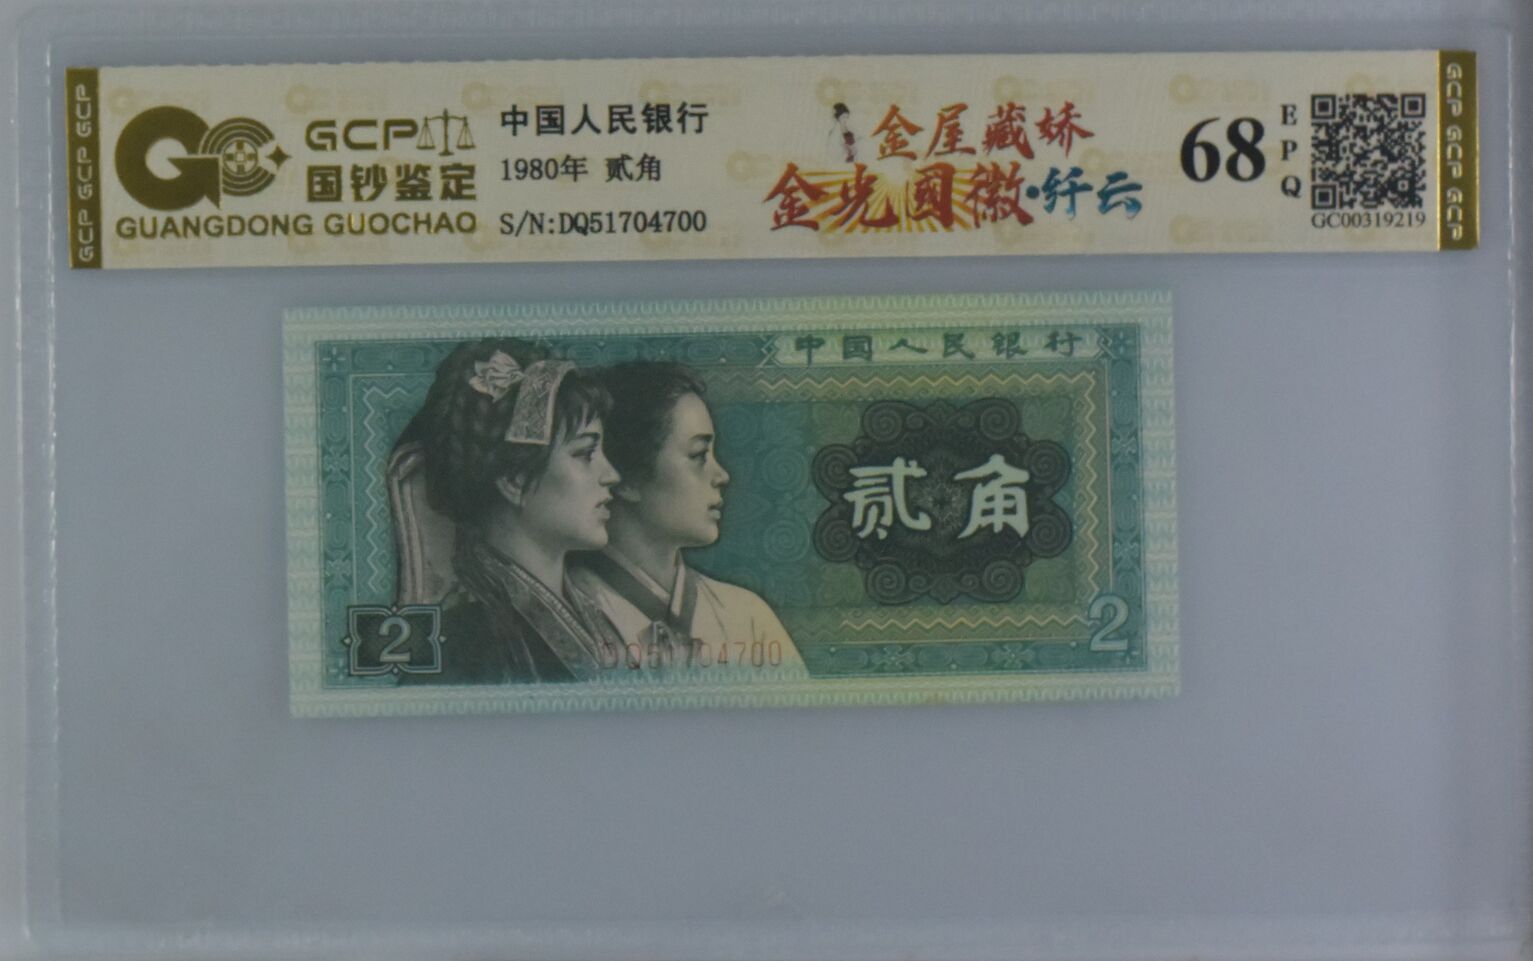 GCP GCP GCP
GCP
国钞鉴定
GUANGDONG GUOCHAO
中国人民银行
1980年 贰角
S/N:DQ51704700
金屋藏娇
金光國徽·纤云
68
EPQ
GC00319219
GCP GCP GCP
中国人民银行
贰角
2
2
DQ51704700